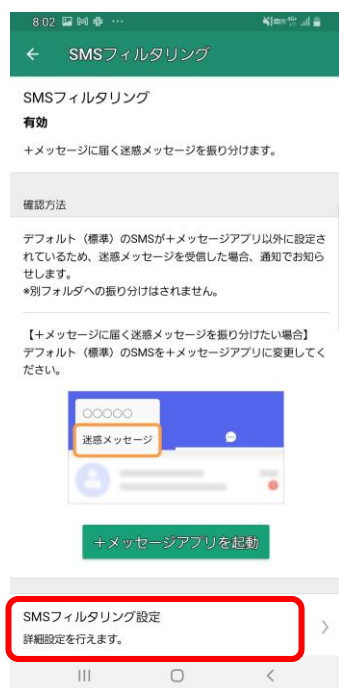 8:02
SMSフィルタリング
SMSフィルタリング
有効
＋メッセージに届く迷惑メッセージを振り分けます。
確認方法
デフォルト（標準）のSMSが＋メッセージアプリ以外に設定さ
れているため、迷惑メッセージを受信した場合、通知でお知ら
せします。
※別フォルダへの振り分けはされません。
【＋メッセージに届く迷惑メッセージを振り分けたい場合】
デフォルト（標準）のSMSを＋メッセージアプリに変更してく
ださい。
〇〇〇〇〇
迷惑メッセージ
＋メッセージアプリを起動
SMSフィルタリング設定
詳細設定を行えます。